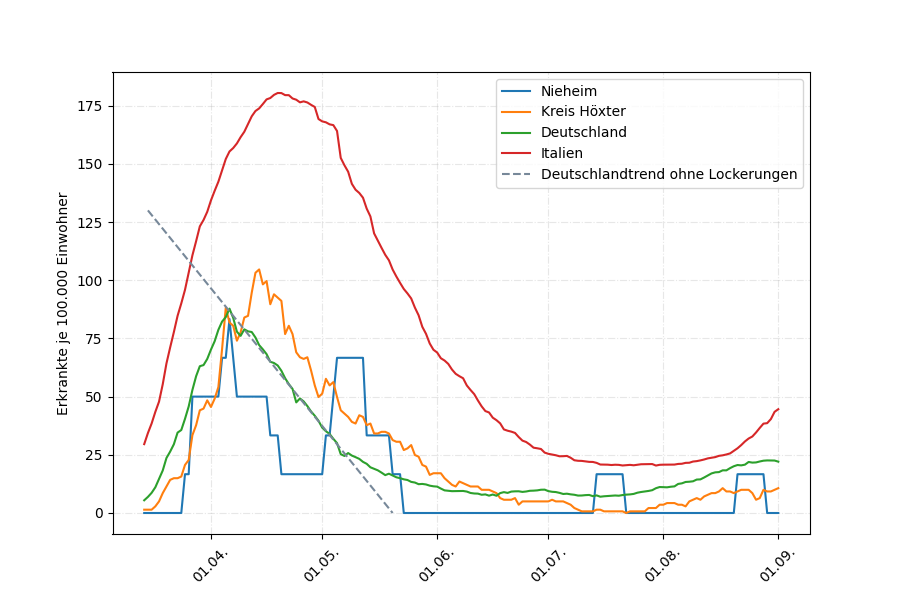 Nieheim
Kreis Höxter
Deutschland
Italien
Deutschlandtrend ohne Lockerungen
Erkrankte je 100.000 Einwohner
175
150
125
100
75
50
25
0
01.04.
01.05.
01.06.
01.07.
01.08.
01.09.